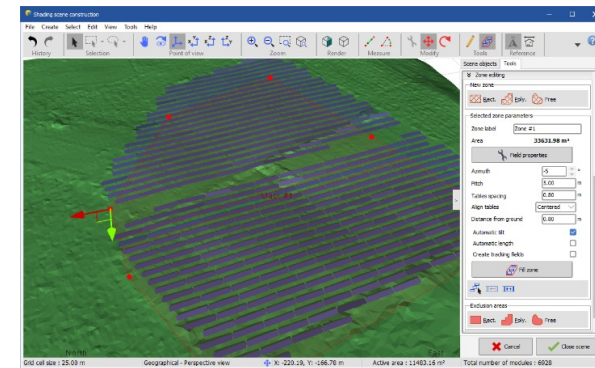 Shading scene construction
File Create Select Edit View Tools Help
History Selection Point of view Zoom Render Measure Modify Tools Reference
Scene objects Tools
Zone editing
New zone
Rect. Poly. Free
Selected zone parameters
Zone label Zone #1
Area 33631.98 m²
Field properties
Azimuth -5 °
Pitch 5.00 m
Tables spacing 0.80 m
Align tables Centered
Distance from ground 0.80 m
Automatic tilt
Automatic length
Create tracking fields
Fill zone
Exclusion areas
Rect. Poly. Free
North East
Cancel Close scene
Grid cell size : 25.00 m Geographical - Perspective view X: -220.19, Y: -166.70 m Active area : 11483.16 m² Total number of modules : 6928